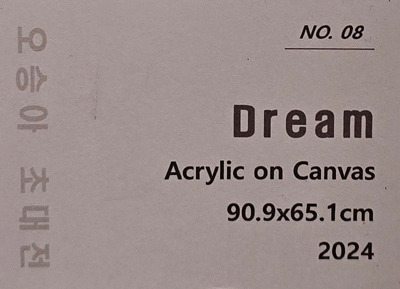 오승아 초대전
NO. 08
Dream
Acrylic on Canvas
90.9x65.1cm
2024